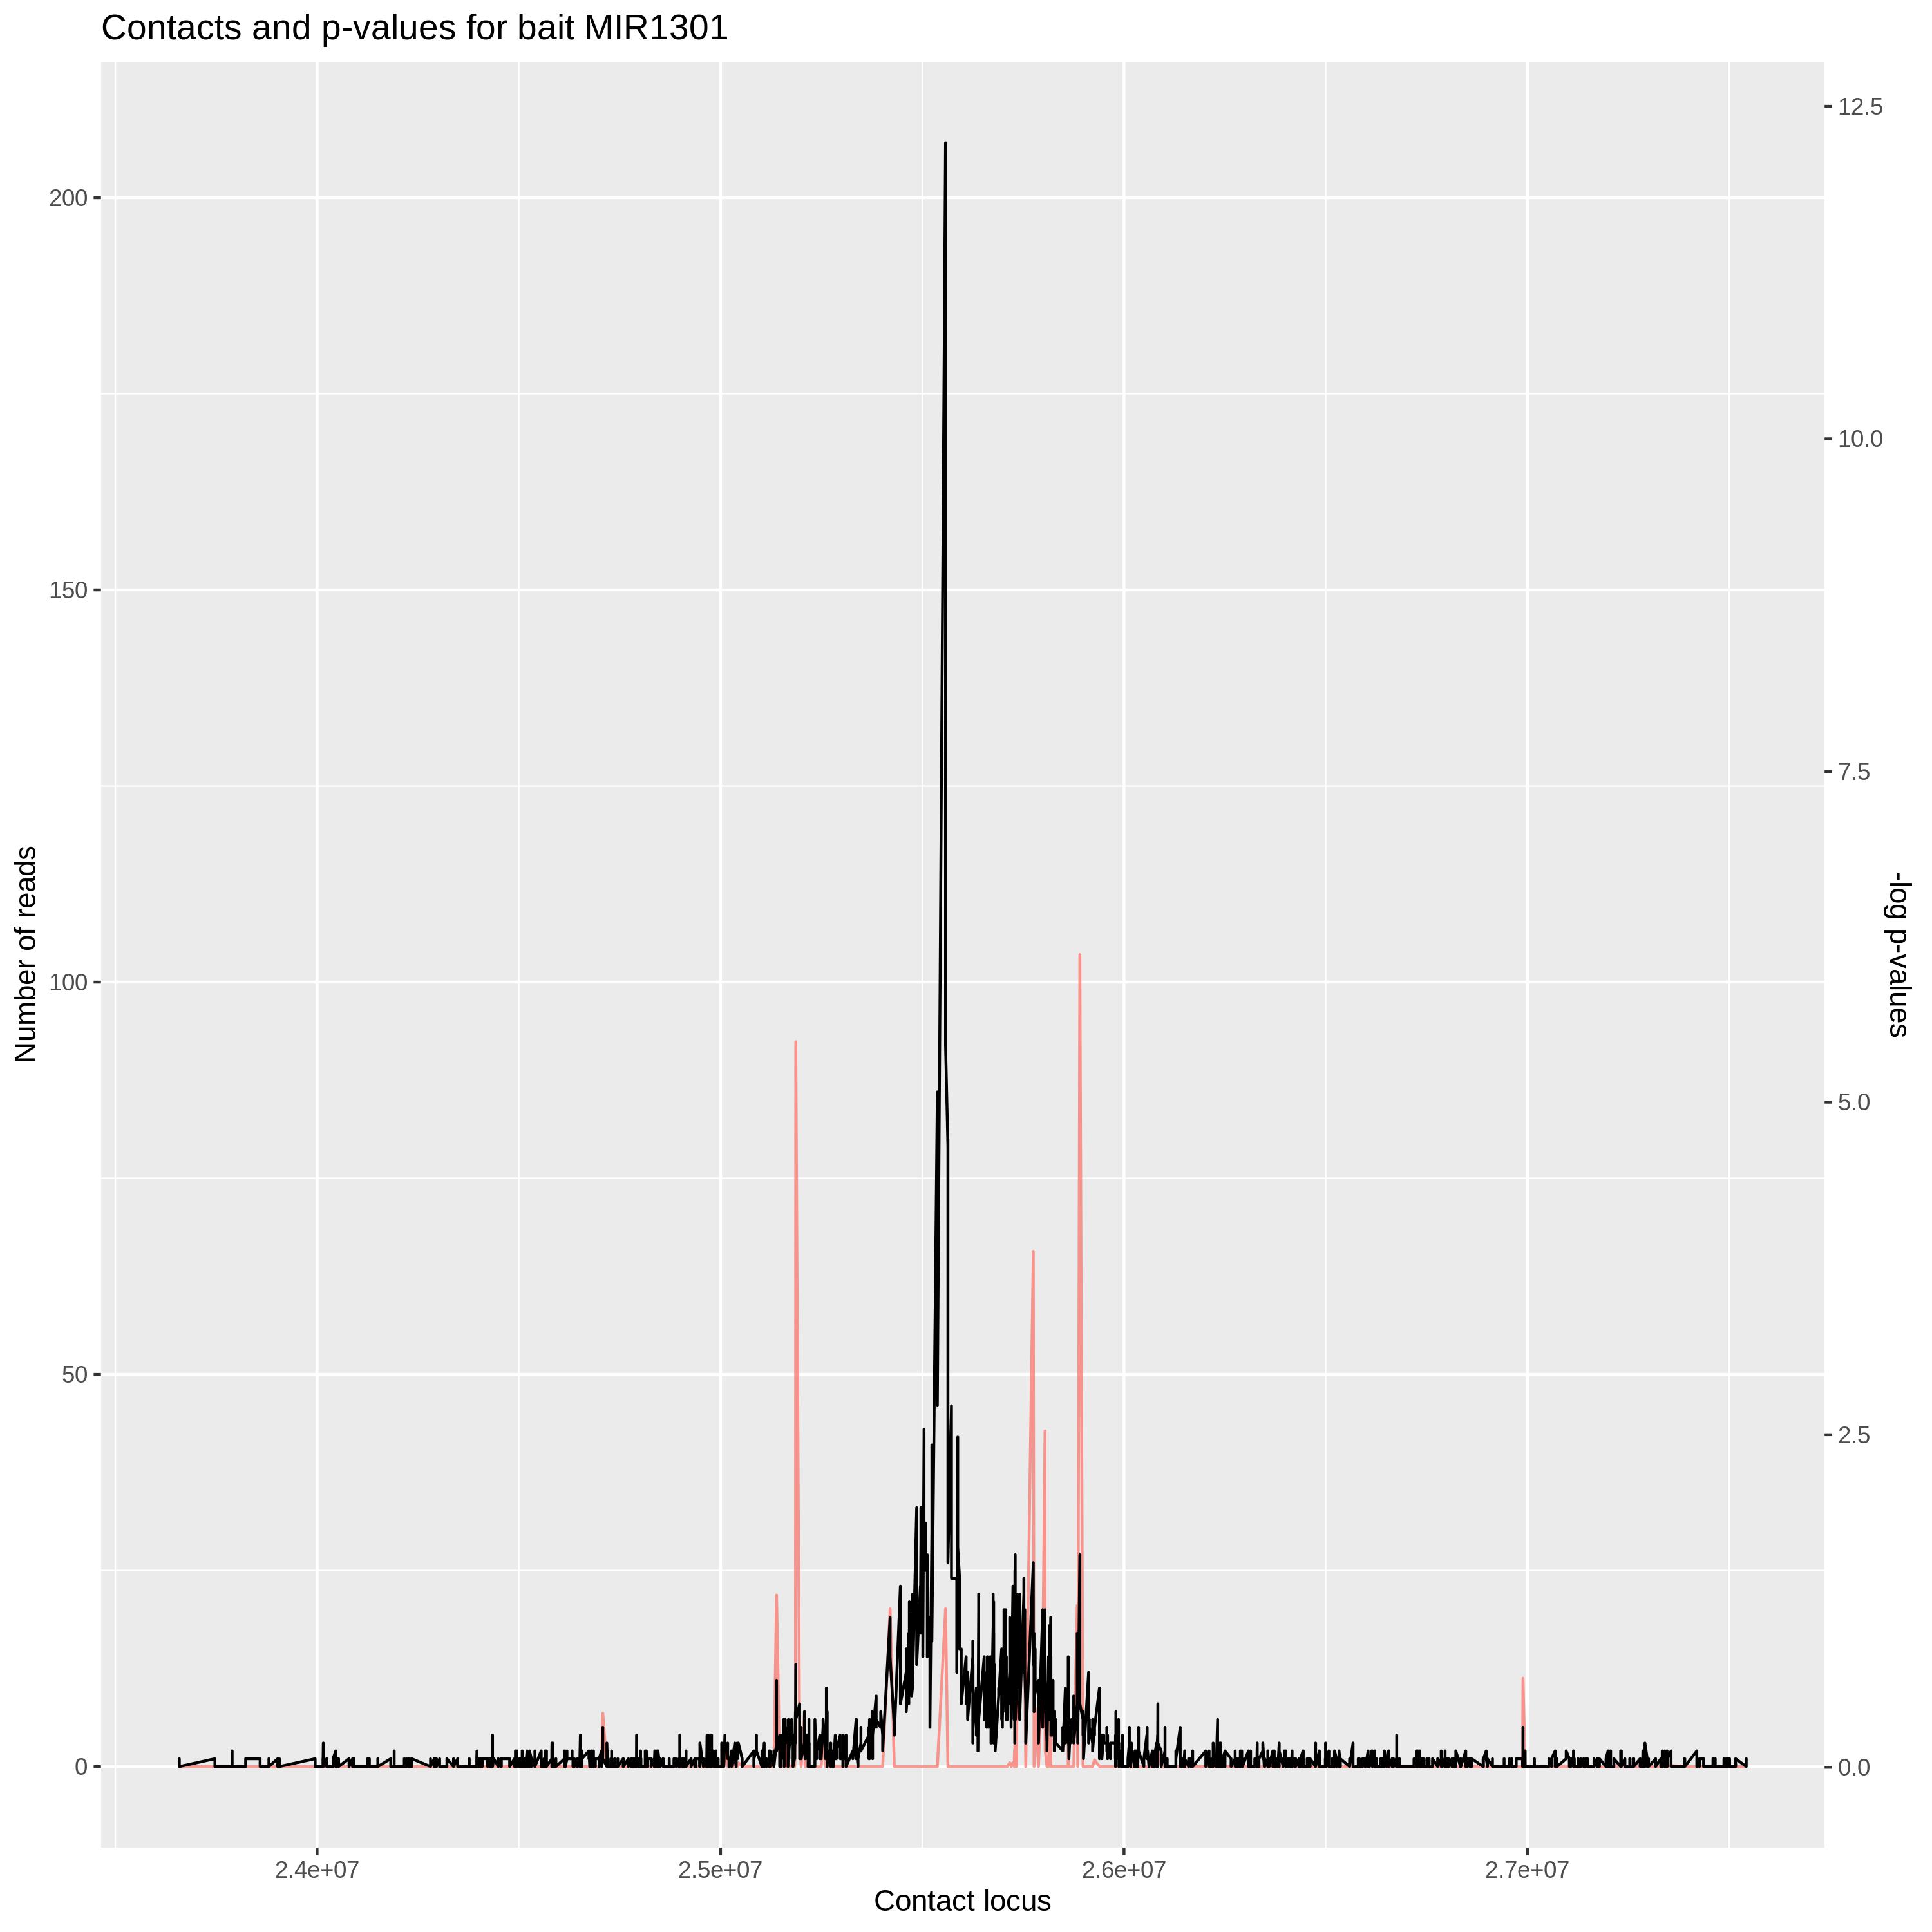 Contacts and p-values for bait MIR1301
Number of reads
200
150
100
50
0
12.5
10.0
7.5
5.0
2.5
0.0
-log p-values
2.4e+07
2.5e+07
2.6e+07
2.7e+07
Contact locus